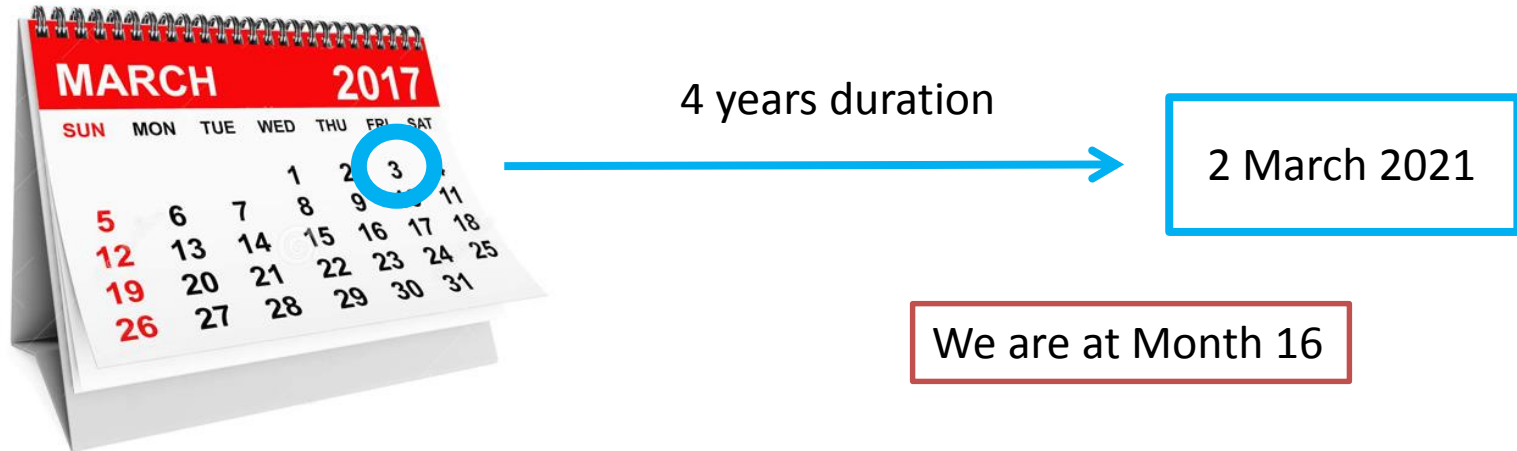 MARCH 2017
SUN MON TUE WED THU FRI SAT
1 2 3 4
5 6 7 8 9 10 11
12 13 14 15 16 17 18
19 20 21 22 23 24 25
26 27 28 29 30 31
4 years duration
2 March 2021
We are at Month 16